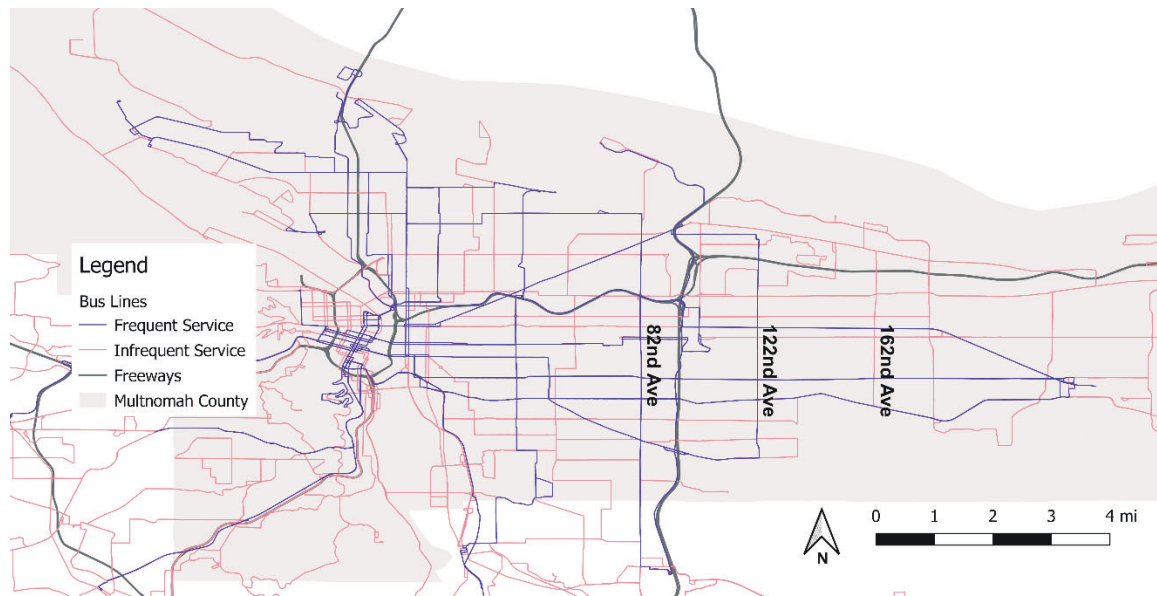 Legend
Bus Lines
Frequent Service
Infrequent Service
Freeways
Multnomah County
82nd Ave
122nd Ave
162nd Ave
N
0 1 2 3 4 mi